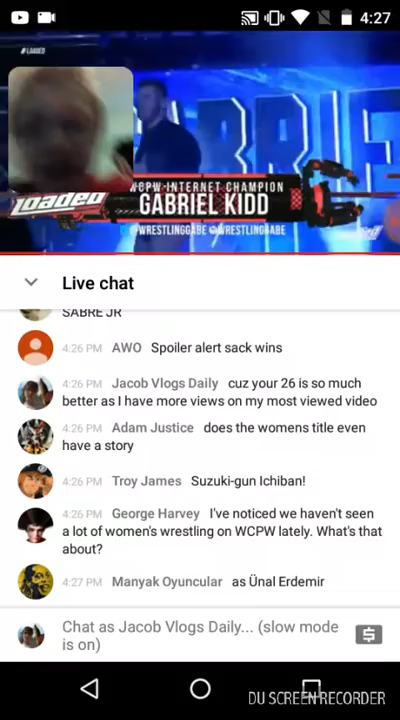 4:27
#LOADED
LOADED
WCPW INTERNET CHAMPION
GABRIEL KIDD
@WRESTLINGGABE @WRESTLINGGABE
Live chat
SABRE JR
4:26 PM AWO Spoiler alert sack wins
4:26 PM Jacob Vlogs Daily cuz your 26 is so much
better as I have more views on my most viewed video
4:26 PM Adam Justice does the womens title even
have a story
4:26 PM Troy James Suzuki-gun Ichiban!
4:26 PM George Harvey I've noticed we haven't seen
a lot of women's wrestling on WCPW lately. What's that
about?
4:27 PM Manyak Oyuncular as Ünal Erdemir
Chat as Jacob Vlogs Daily... (slow mode
is on)
DU SCREEN RECORDER